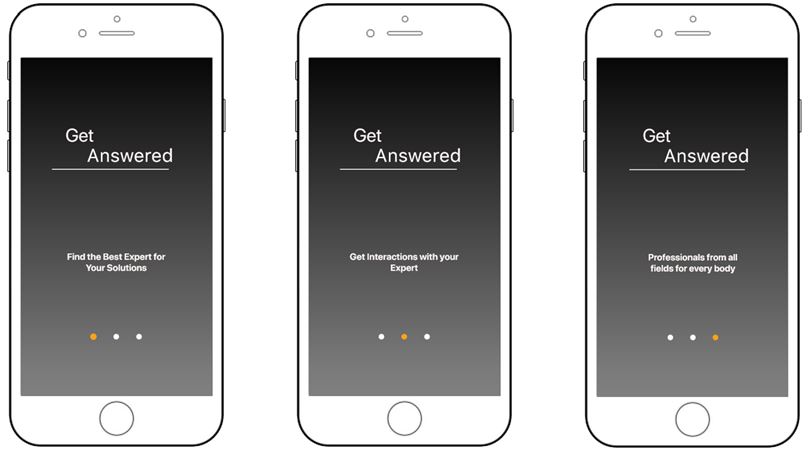 Get
Answered
Find the Best Expert for
Your Solutions
Get
Answered
Get Interactions with your
Expert
Get
Answered
Professionals from all
fields for every body